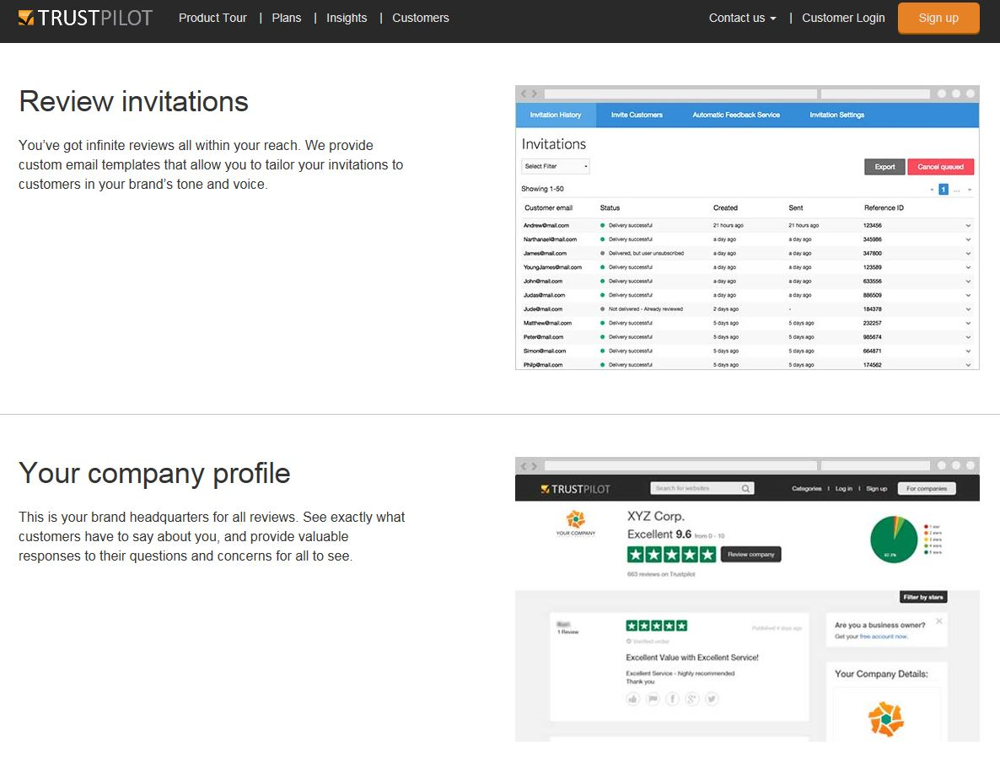 TRUSTPILOT Product Tour | Plans | Insights | Customers Contact us | Customer Login Sign up
Review invitations
You've got infinite reviews all within your reach. We provide
custom email templates that allow you to tailor your invitations to
customers in your brand's tone and voice.
Invitation History Invite Customers Automatic Feedback Service Invitation Settings
Invitations
Select Filter Export Cancel queued
Showing 1-50 1 ...
Customer email Status Created Sent Reference ID
Andrew@mail.com Delivery successful 21 hours ago 21 hours ago 123456
Narthanael@mail.com Delivery successful a day ago a day ago 345986
James@mail.com Delivered, but user unsubscribed a day ago a day ago 347800
YoungJames@mail.com Delivery successful a day ago a day ago 123589
John@mail.com Delivery successful a day ago a day ago 633556
Judas@mail.com Delivery successful a day ago a day ago 886509
Jude@mail.com Not delivered - Already reviewed 2 days ago - 184378
Matthew@mail.com Delivery successful 5 days ago 5 days ago 232257
Peter@mail.com Delivery successful 5 days ago 5 days ago 985674
Simon@mail.com Delivery successful 5 days ago 5 days ago 664871
Philp@mail.com Delivery successful 5 days ago 5 days ago 174562
Your company profile
This is your brand headquarters for all reviews. See exactly what
customers have to say about you, and provide valuable
responses to their questions and concerns for all to see.
TRUSTPILOT Search for websites Categories | Log in | Sign up For companies
YOUR COMPANY
XYZ Corp.
Excellent 9.6 from 0 - 10
Review company
663 reviews on Trustpilot
1 star
2 stars
3 stars
4 stars
5 stars
Filter by stars
1 Review
Published 4 days ago
Verified order
Excellent Value with Excellent Service!
Excellent Service - highly recommended
Thank you
Are you a business owner?
Get your free account now.
Your Company Details: